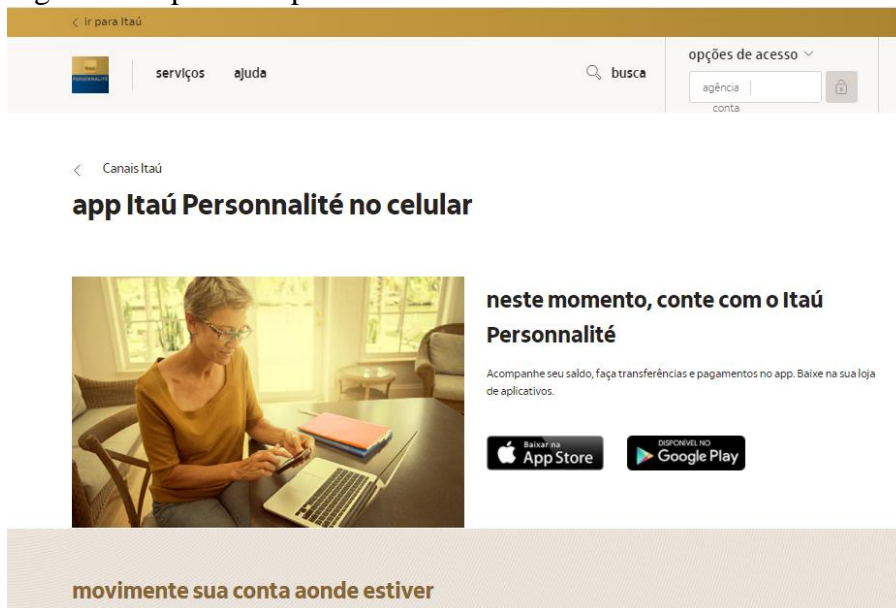 < ir para Itaú
Itaú
PERSONNALITÉ
serviços ajuda
busca
opções de acesso
agência
conta
< Canais Itaú
app Itaú Personnalité no celular
neste momento, conte com o Itaú
Personnalité
Acompanhe seu saldo, faça transferências e pagamentos no app. Baixe na sua loja
de aplicativos.
Baixar na
App Store
DISPONÍVEL NO
Google Play
movimente sua conta aonde estiver